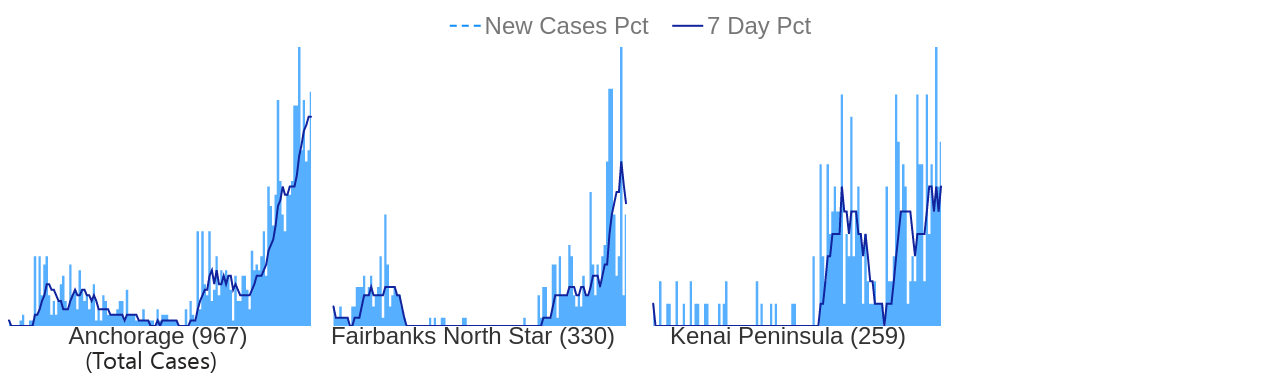 New Cases Pct 7 Day Pct
Anchorage (967) Fairbanks North Star (330) Kenai Peninsula (259)
(Total Cases)